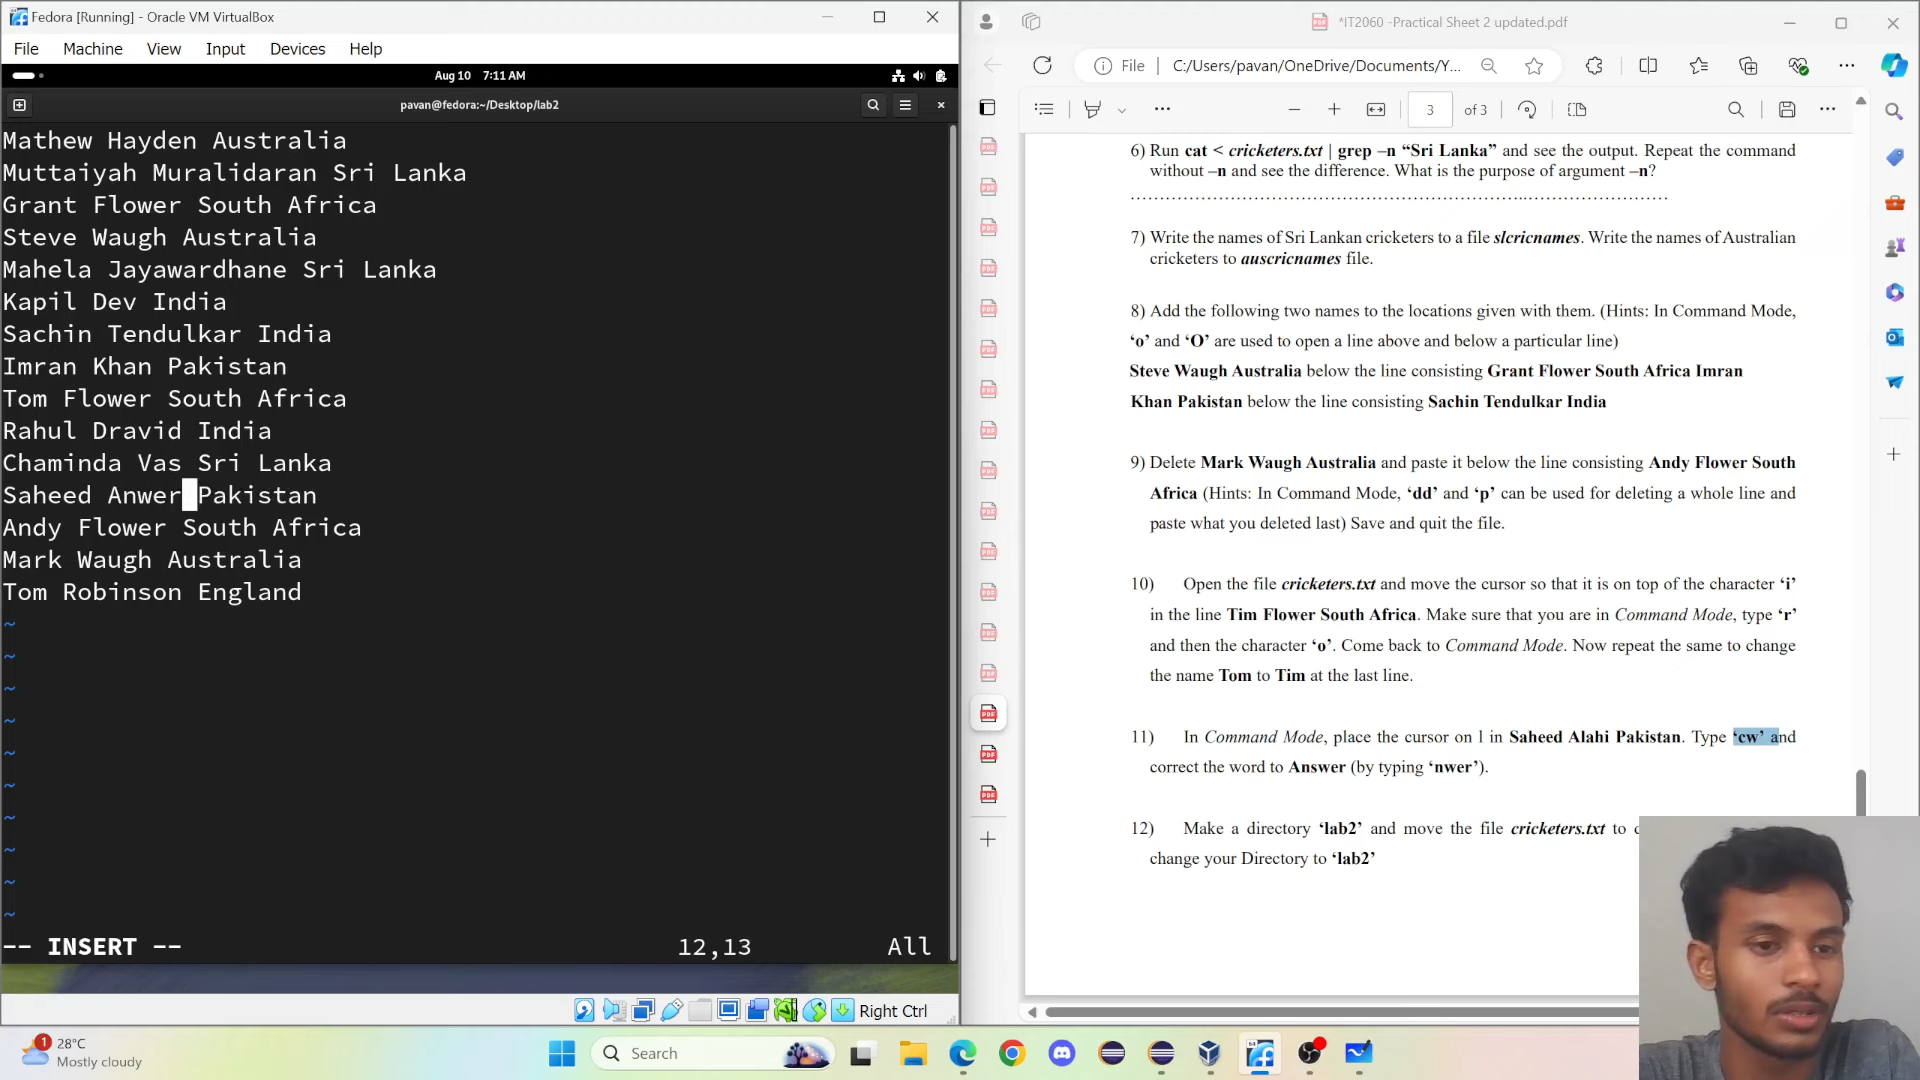 Fedora [Running] - Oracle VM VirtualBox
File Machine View Input Devices Help
Aug 10 7:11 AM
pavan@fedora:~/Desktop/lab2
Mathew Hayden Australia
Muttaiyah Muralidaran Sri Lanka
Grant Flower South Africa
Steve Waugh Australia
Mahela Jayawardhane Sri Lanka
Kapil Dev India
Sachin Tendulkar India
Imran Khan Pakistan
Tom Flower South Africa
Rahul Dravid India
Chaminda Vas Sri Lanka
Saheed Anwer Pakistan
Andy Flower South Africa
Mark Waugh Australia
Tom Robinson England
~
~
~
~
~
~
~
~
~
~
-- INSERT -- 12,13 All
Right Ctrl
*IT2060 -Practical Sheet 2 updated.pdf
File C:/Users/pavan/OneDrive/Documents/Y...
3 of 3
6) Run cat < cricketers.txt | grep –n “Sri Lanka” and see the output. Repeat the command
without –n and see the difference. What is the purpose of argument –n?
7) Write the names of Sri Lankan cricketers to a file slcricnames. Write the names of Australian
cricketers to auscricnames file.
8) Add the following two names to the locations given with them. (Hints: In Command Mode,
‘o’ and ‘O’ are used to open a line above and below a particular line)
Steve Waugh Australia below the line consisting Grant Flower South Africa Imran
Khan Pakistan below the line consisting Sachin Tendulkar India
9) Delete Mark Waugh Australia and paste it below the line consisting Andy Flower South
Africa (Hints: In Command Mode, ‘dd’ and ‘p’ can be used for deleting a whole line and
paste what you deleted last) Save and quit the file.
10) Open the file cricketers.txt and move the cursor so that it is on top of the character ‘i’
in the line Tim Flower South Africa. Make sure that you are in Command Mode, type ‘r’
and then the character ‘o’. Come back to Command Mode. Now repeat the same to change
the name Tom to Tim at the last line.
11) In Command Mode, place the cursor on l in Saheed Alahi Pakistan. Type ‘cw’ and
correct the word to Answer (by typing ‘nwer’).
12) Make a directory ‘lab2’ and move the file cricketers.txt to
change your Directory to ‘lab2’
1
28°C
Mostly cloudy
Search